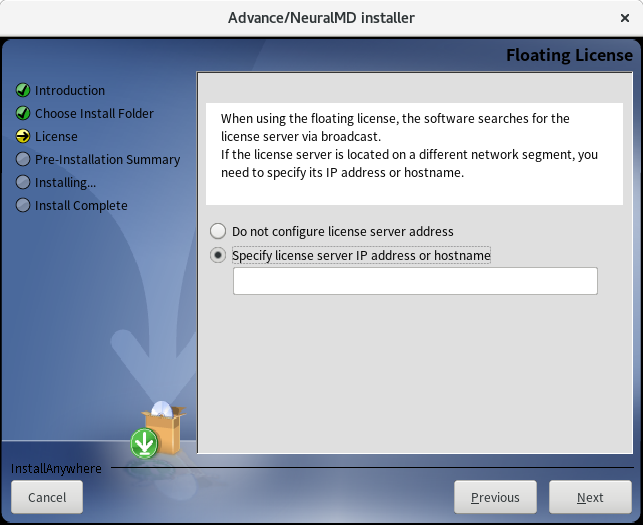 Advance/NeuralMD installer
Floating License
Introduction
Choose Install Folder
License
Pre-Installation Summary
Installing...
Install Complete
When using the floating license, the software searches for the
license server via broadcast.
If the license server is located on a different network segment, you
need to specify its IP address or hostname.
Do not configure license server address
Specify license server IP address or hostname
InstallAnywhere
Cancel
Previous
Next